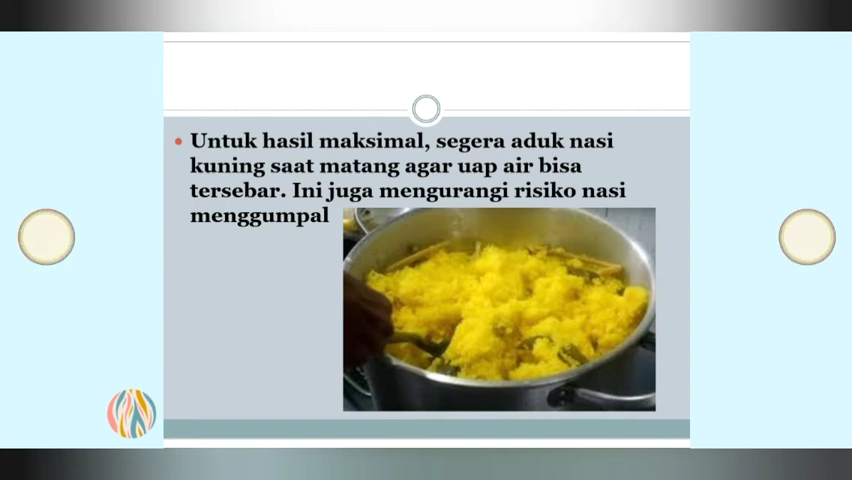 Untuk hasil maksimal, segera aduk nasi
kuning saat matang agar uap air bisa
tersebar. Ini juga mengurangi risiko nasi
menggumpal